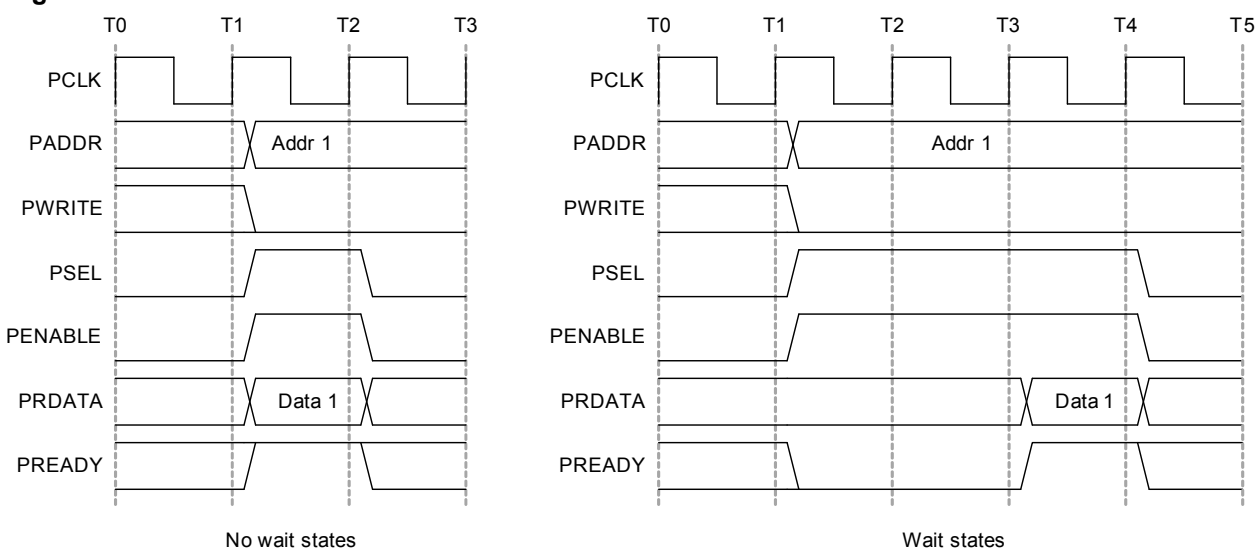 T0 T1 T2 T3 T0 T1 T2 T3 T4 T5
PCLK PCLK
PADDR Addr 1 PADDR Addr 1
PWRITE PWRITE
PSEL PSEL
PENABLE PENABLE
PRDATA Data 1 PRDATA Data 1
PREADY PREADY
No wait states Wait states